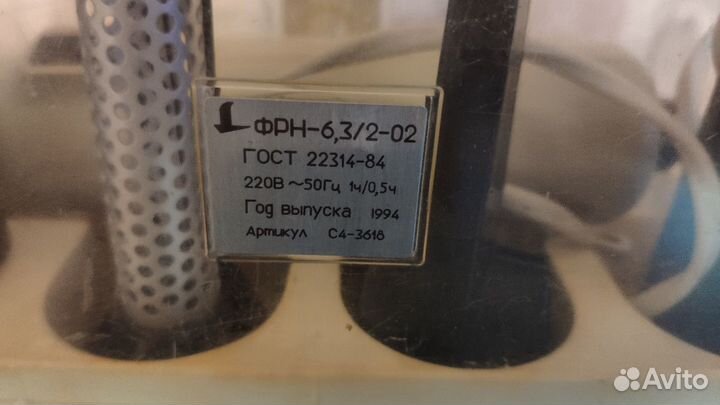 ФРН-6,3/2-02
ГОСТ 22314-84
220В ~50Гц 1ч/0,5ч
Год выпуска 1994
Артикул С4-3618
Avito